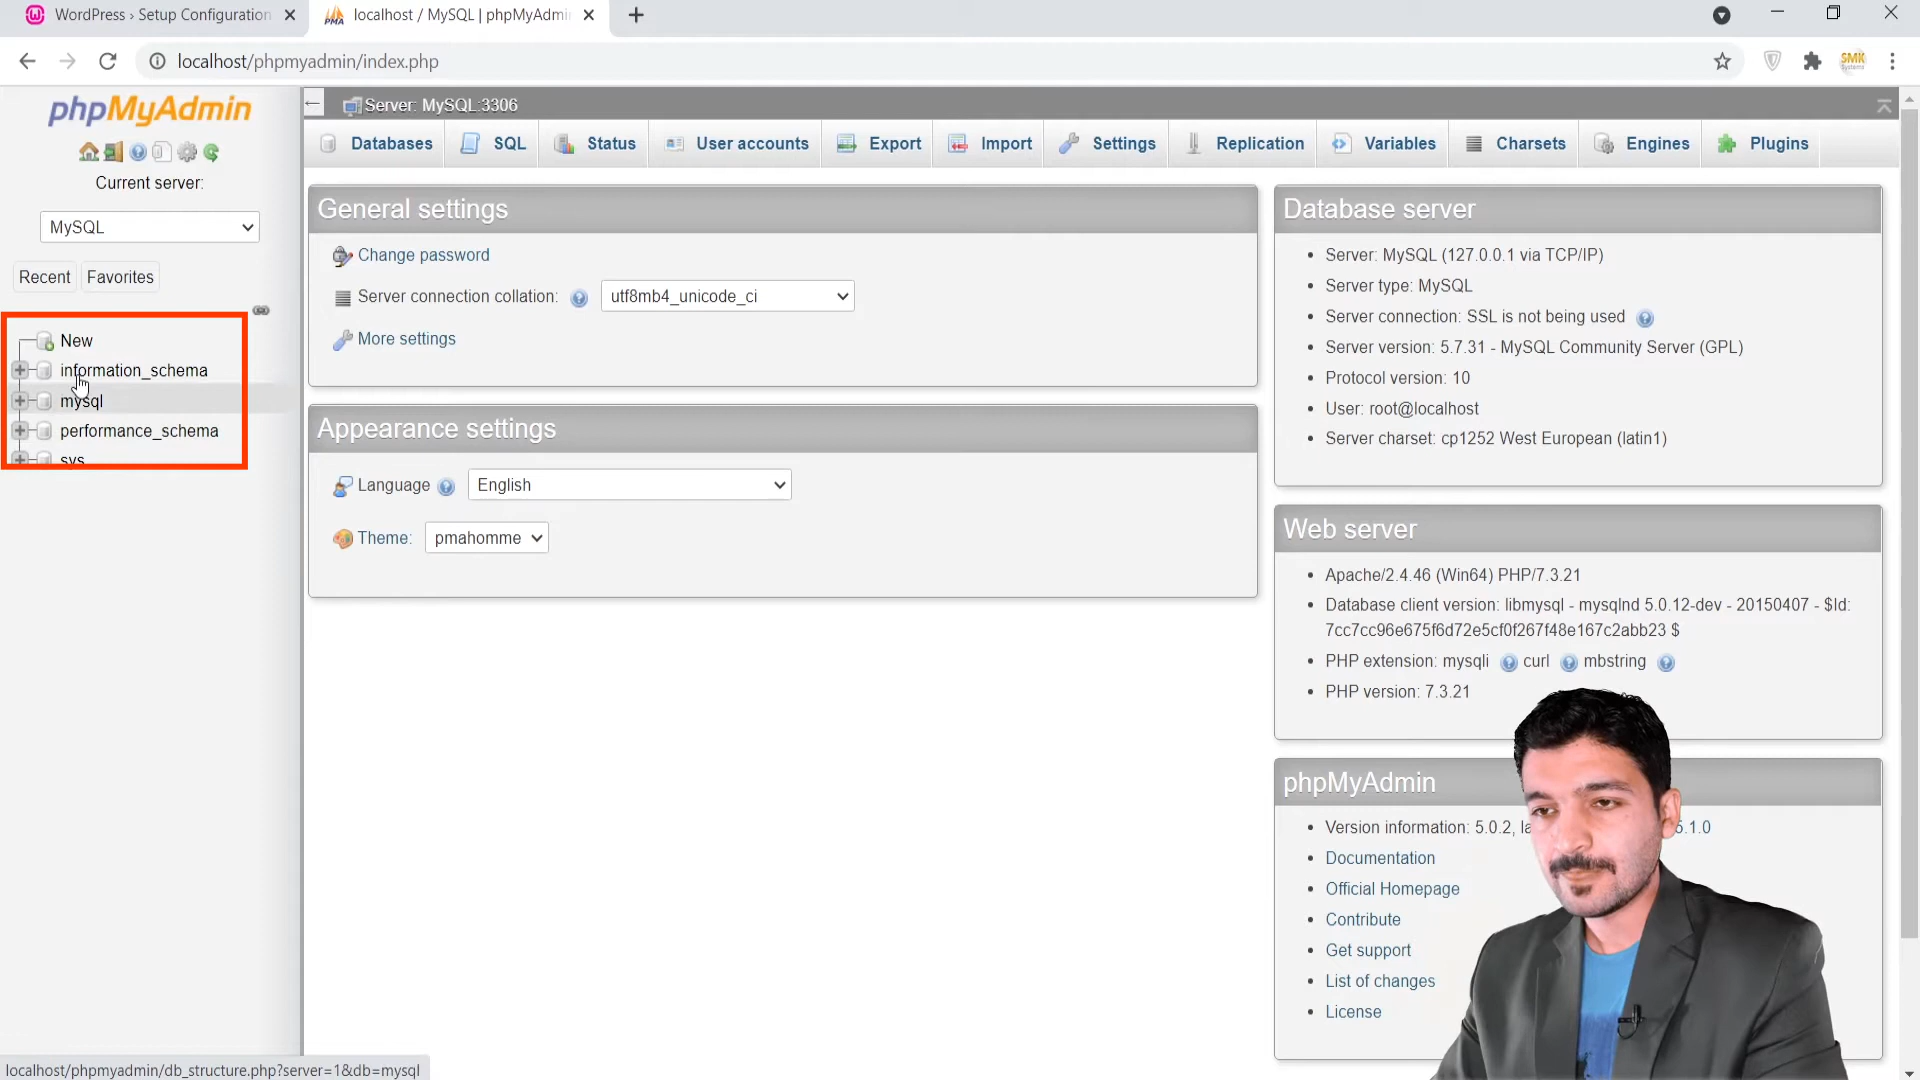 WordPress › Setup Configuration
localhost / MySQL | phpMyAdmi
localhost/phpmyadmin/index.php
SMK
phpMyAdmin
Current server:
MySQL
Recent
Favorites
New
information_schema
mysql
performance_schema
sys
Server: MySQL:3306
Databases
SQL
Status
User accounts
Export
Import
Settings
Replication
Variables
Charsets
Engines
Plugins
General settings
Change password
Server connection collation:
utf8mb4_unicode_ci
More settings
Appearance settings
Language
English
Theme:
pmahomme
Database server
Server: MySQL (127.0.0.1 via TCP/IP)
Server type: MySQL
Server connection: SSL is not being used
Server version: 5.7.31 - MySQL Community Server (GPL)
Protocol version: 10
User: root@localhost
Server charset: cp1252 West European (latin1)
Web server
Apache/2.4.46 (Win64) PHP/7.3.21
Database client version: libmysql - mysqlnd 5.0.12-dev - 20150407 - $Id:
7cc7cc96e675f6d72e5cf0f267f48e167c2abb23 $
PHP extension: mysqli curl mbstring
PHP version: 7.3.21
phpMyAdmin
Version information: 5.0.2, 5.1.0
Documentation
Official Homepage
Contribute
Get support
List of changes
License
localhost/phpmyadmin/db_structure.php?server=1&db=mysql